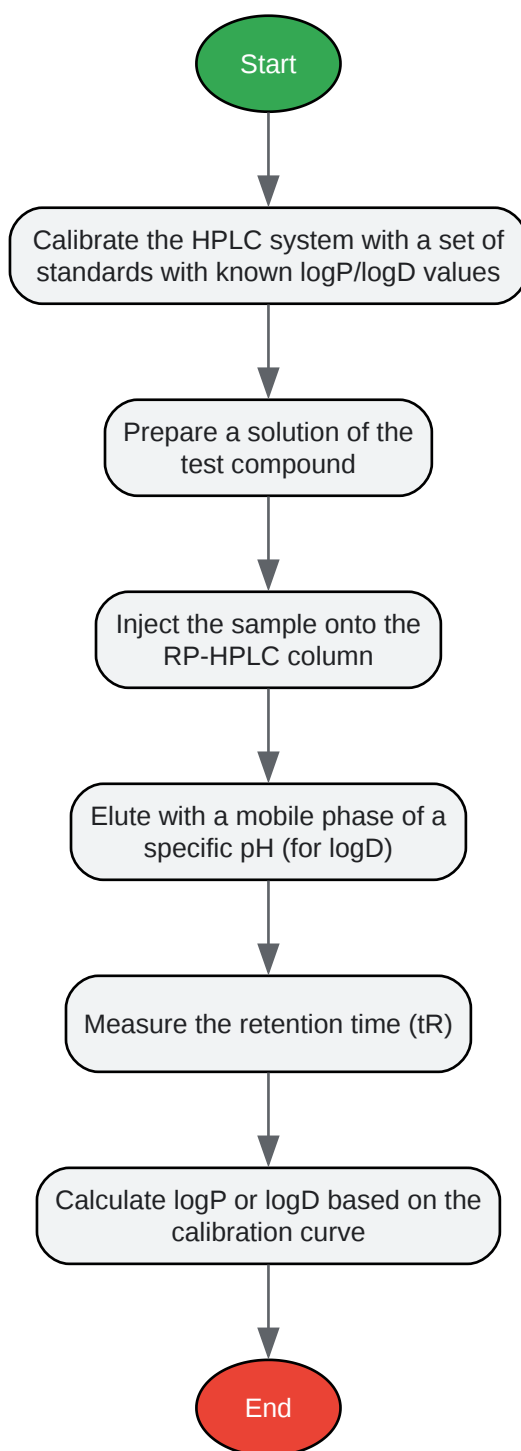 Start
Calibrate the HPLC system with a set of
standards with known logP/logD values
Prepare a solution of the
test compound
Inject the sample onto the
RP-HPLC column
Elute with a mobile phase of a
specific pH (for logD)
Measure the retention time (tR)
Calculate logP or logD based on the
calibration curve
End